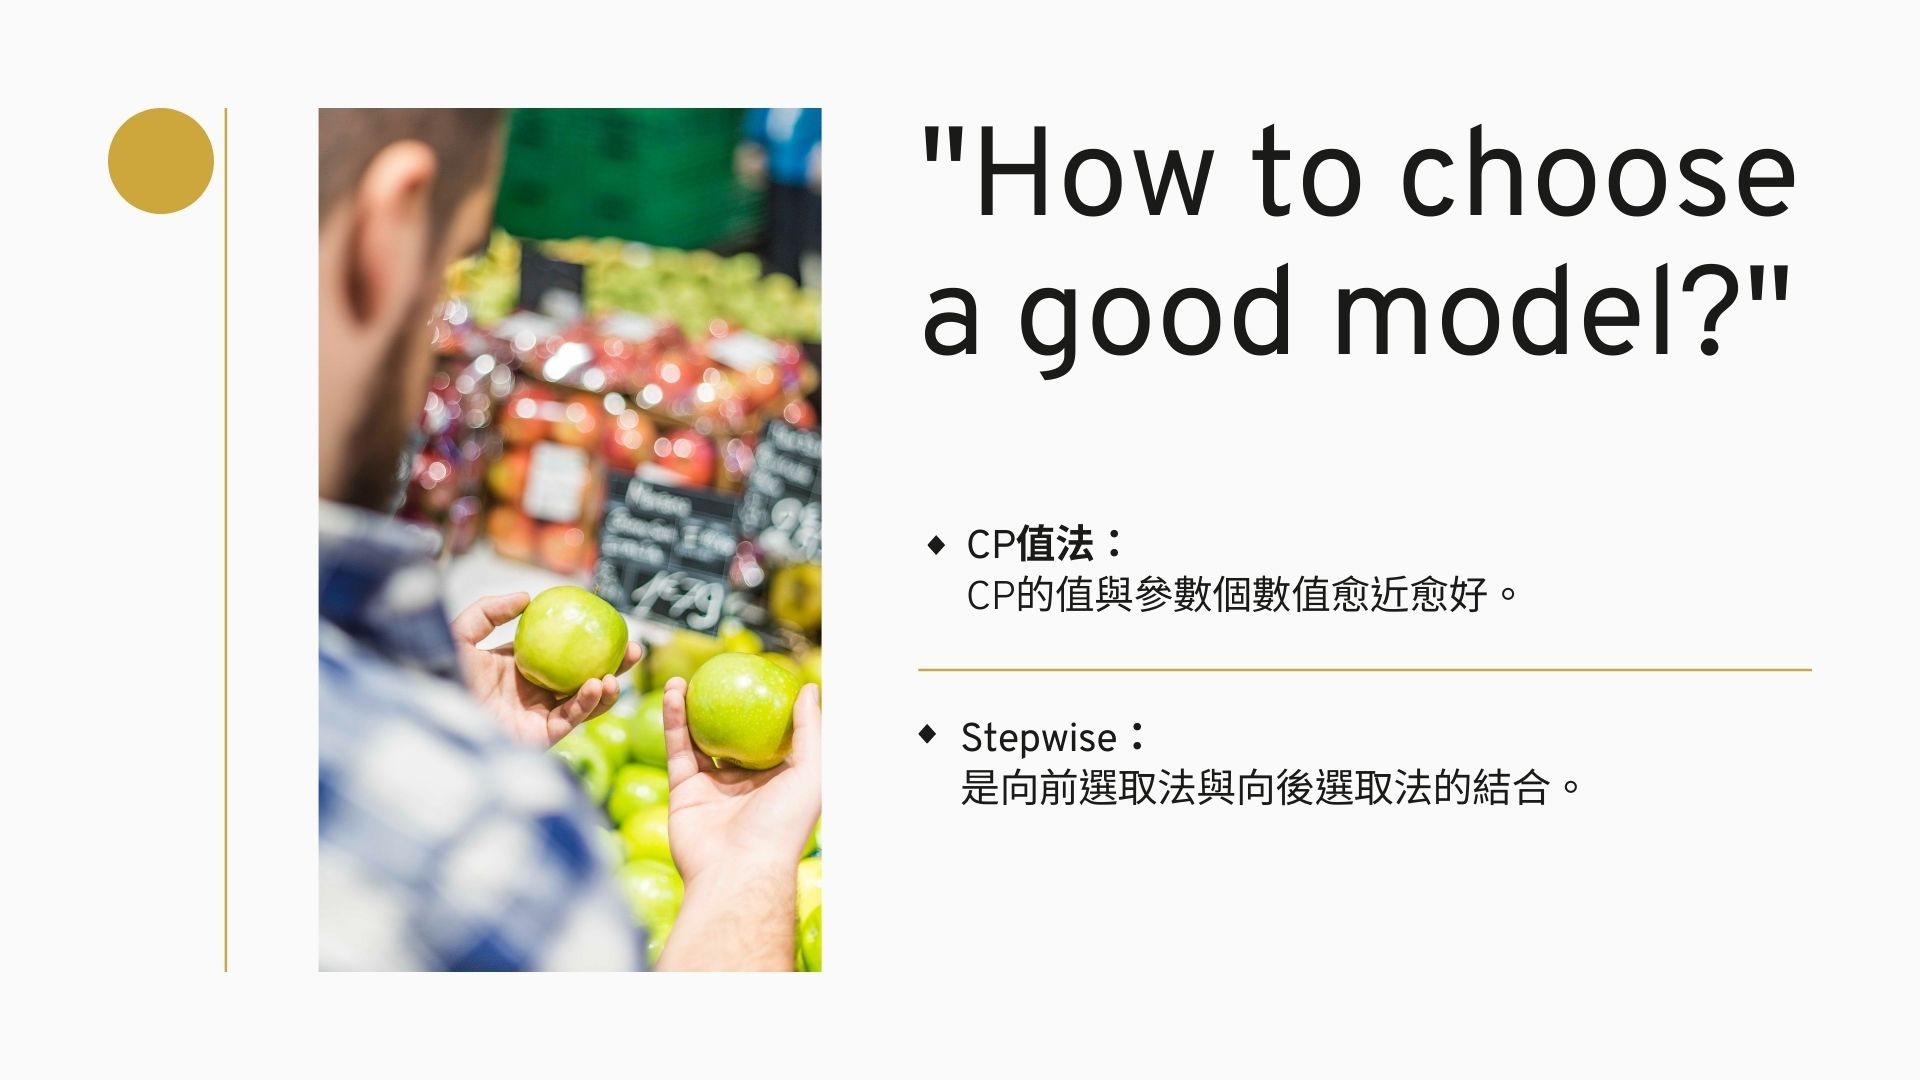 "How to choose
a good model?"
CP值法：
CP的值與參數個數值愈近愈好。
Stepwise：
是向前選取法與向後選取法的結合。